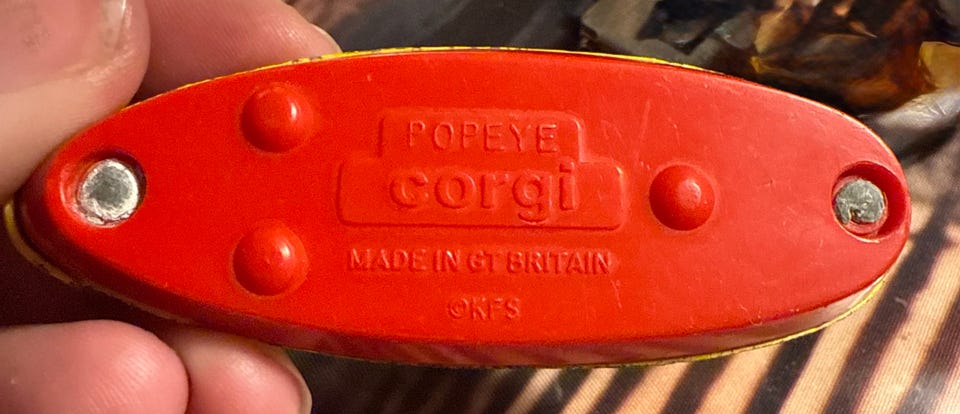 POPEYE
corgi
MADE IN GT BRITAIN
©KFS